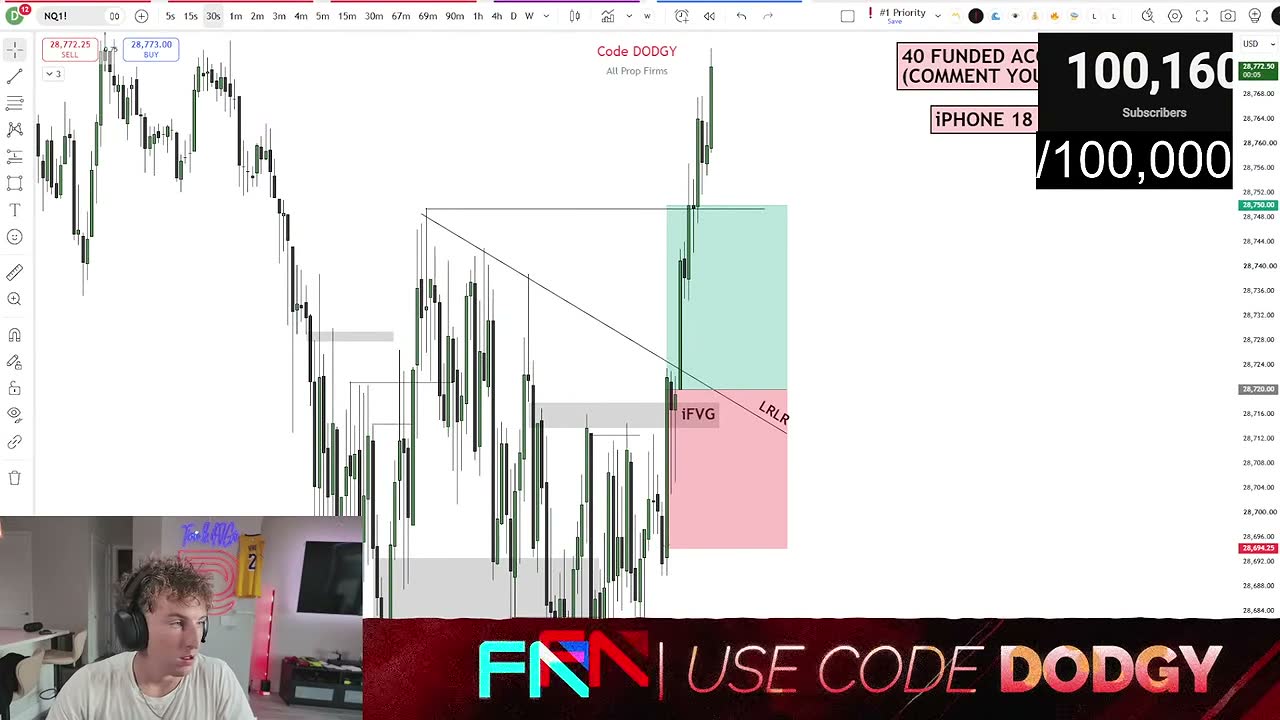 D
12
NQ1!
5s 15s 30s 1m 2m 3m 4m 5m 15m 30m 67m 69m 90m 1h 4h D W
#1 Priority
Save
L L
28,772.25
SELL
28,773.00
BUY
3
Code DODGY
All Prop Firms
40 FUNDED
(COMMENT
iPHONE 18
100,160
Subscribers
/100,000
USD
28,772.50
00:05
28,768.00
28,764.00
28,760.00
28,756.00
28,752.00
28,750.00
28,748.00
28,744.00
28,740.00
28,736.00
28,732.00
28,728.00
28,724.00
28,720.00
28,716.00
28,712.00
28,708.00
28,704.00
28,700.00
28,696.00
28,694.25
28,692.00
28,688.00
28,684.00
LRLR
iFVG
2
USE CODE DODGY